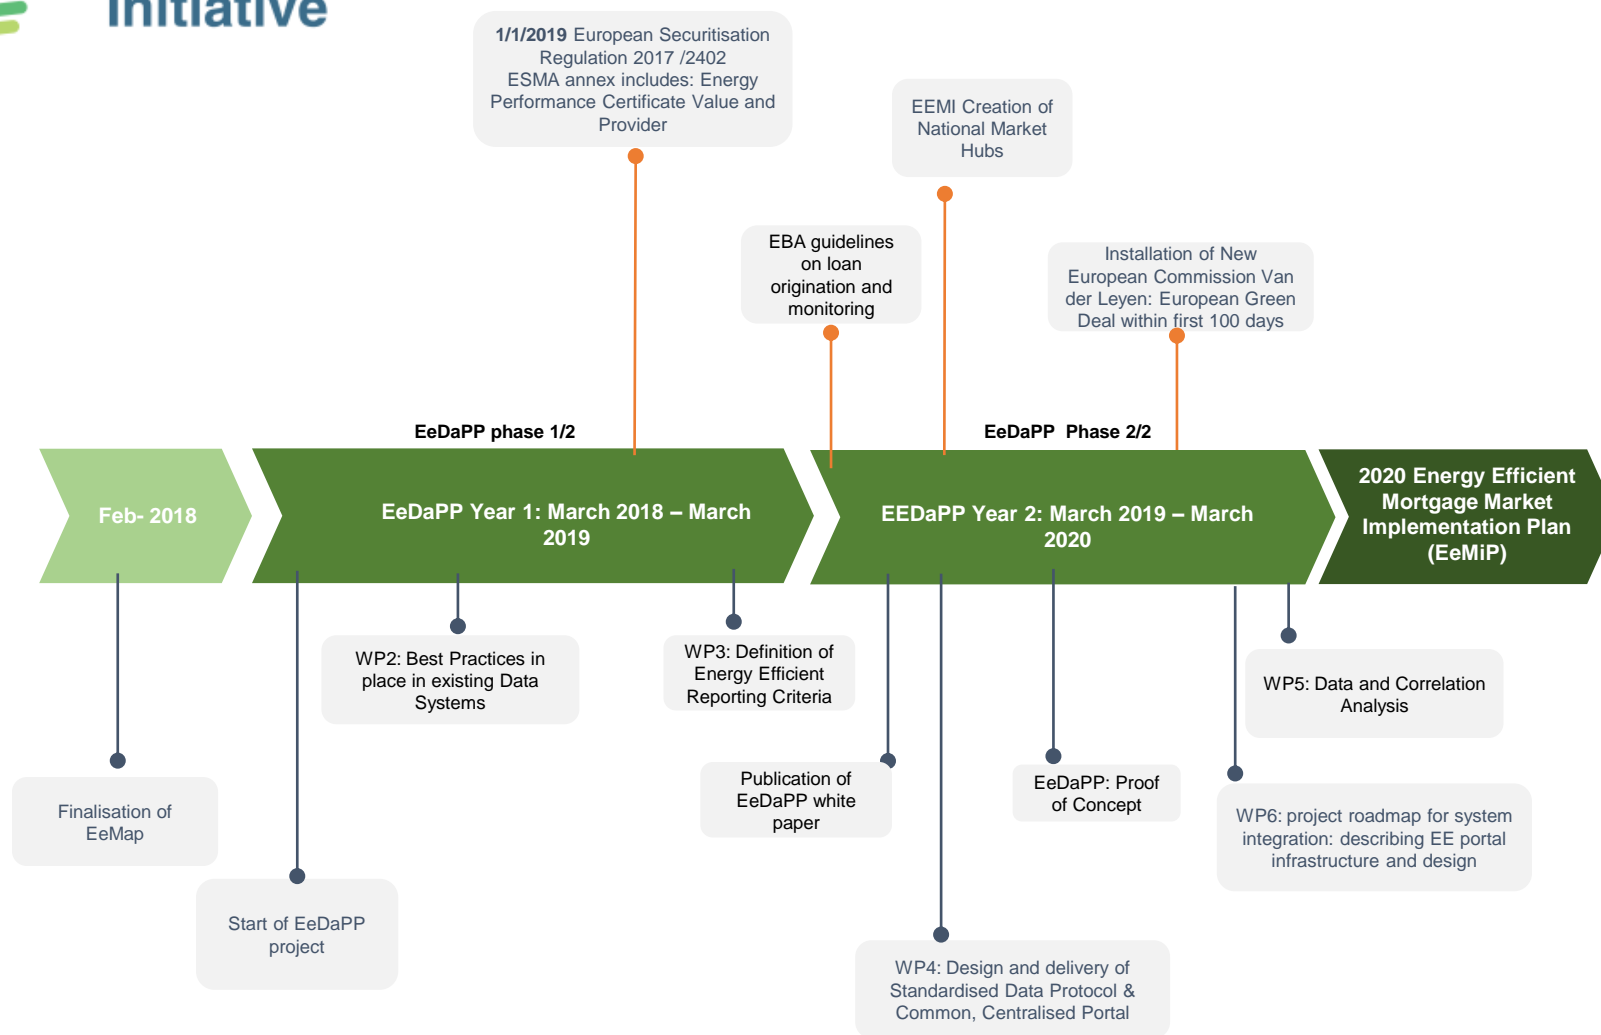 Initiative
1/1/2019 European Securitisation
Regulation 2017 /2402
ESMA annex includes: Energy
Performance Certificate Value and
Provider
EEMI Creation of
National Market
Hubs
EBA guidelines
on loan
origination and
monitoring
Installation of New
European Commission Van
der Leyen: European Green
Deal within first 100 days
EeDaPP phase 1/2
EeDaPP  Phase 2/2
Feb- 2018
EeDaPP Year 1: March 2018 – March
2019
EEDaPP Year 2: March 2019 – March
2020
2020 Energy Efficient
Mortgage Market
Implementation Plan
(EeMiP)
WP2: Best Practices in
place in existing Data
Systems
WP3: Definition of
Energy Efficient
Reporting Criteria
WP5: Data and Correlation
Analysis
Finalisation of
EeMap
Publication of
EeDaPP white
paper
EeDaPP: Proof
of Concept
WP6: project roadmap for system
integration: describing EE portal
infrastructure and design
Start of EeDaPP
project
WP4: Design and delivery of
Standardised Data Protocol &
Common, Centralised Portal